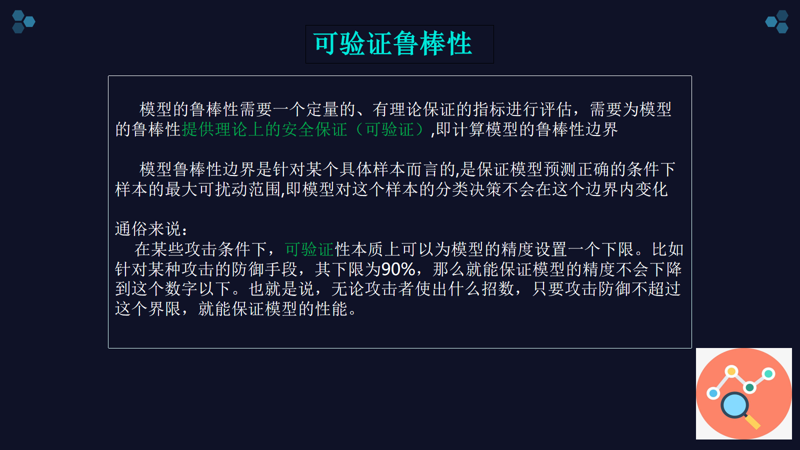 可验证鲁棒性
模型的鲁棒性需要一个定量的、有理论保证的指标进行评估，需要为模型
的鲁棒性提供理论上的安全保证（可验证）,即计算模型的鲁棒性边界
模型鲁棒性边界是针对某个具体样本而言的,是保证模型预测正确的条件下
样本的最大可扰动范围,即模型对这个样本的分类决策不会在这个边界内变化
通俗来说：
在某些攻击条件下，可验证性本质上可以为模型的精度设置一个下限。比如
针对某种攻击的防御手段，其下限为90%，那么就能保证模型的精度不会下降
到这个数字以下。也就是说，无论攻击者使出什么招数，只要攻击防御不超过
这个界限，就能保证模型的性能。